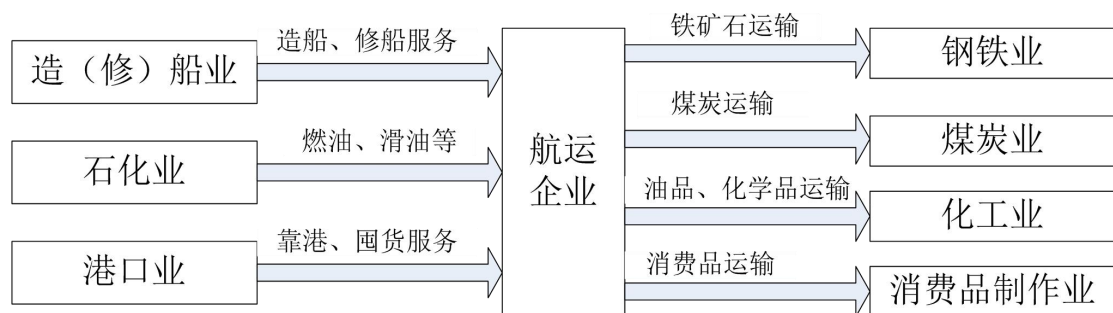 造（修）船业
造船、修船服务
石化业
燃油、滑油等
港口业
靠港、囤货服务
航运
企业
铁矿石运输
钢铁业
煤炭运输
煤炭业
油品、化学品运输
化工业
消费品运输
消费品制作业